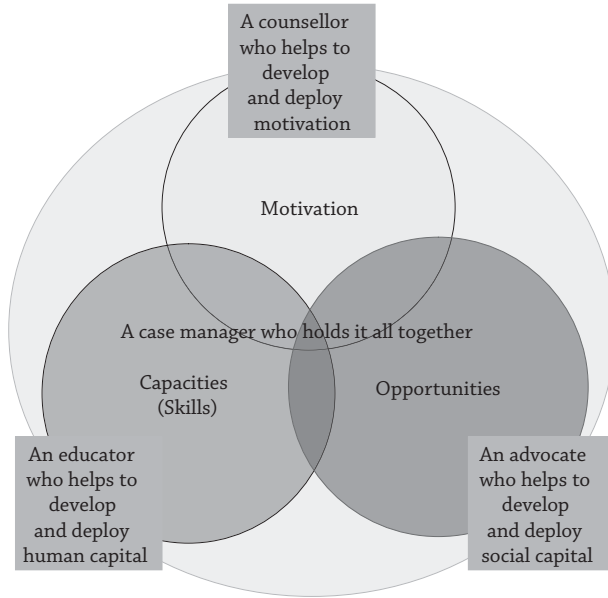 A counsellor
who helps to
develop
and deploy
motivation
Motivation
A case manager who holds it all together
Capacities
(Skills)
Opportunities
An educator
who helps to
develop
and deploy
human capital
An advocate
who helps to
develop
and deploy
social capital